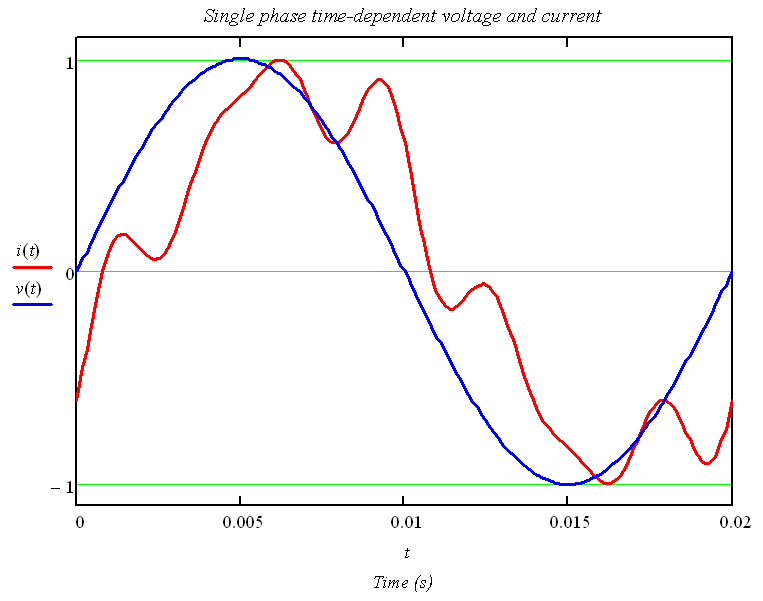 Single phase time-dependent voltage and current
1
i(t)
0
v(t)
− 1
0 0.005 0.01 0.015 0.02
t
Time (s)